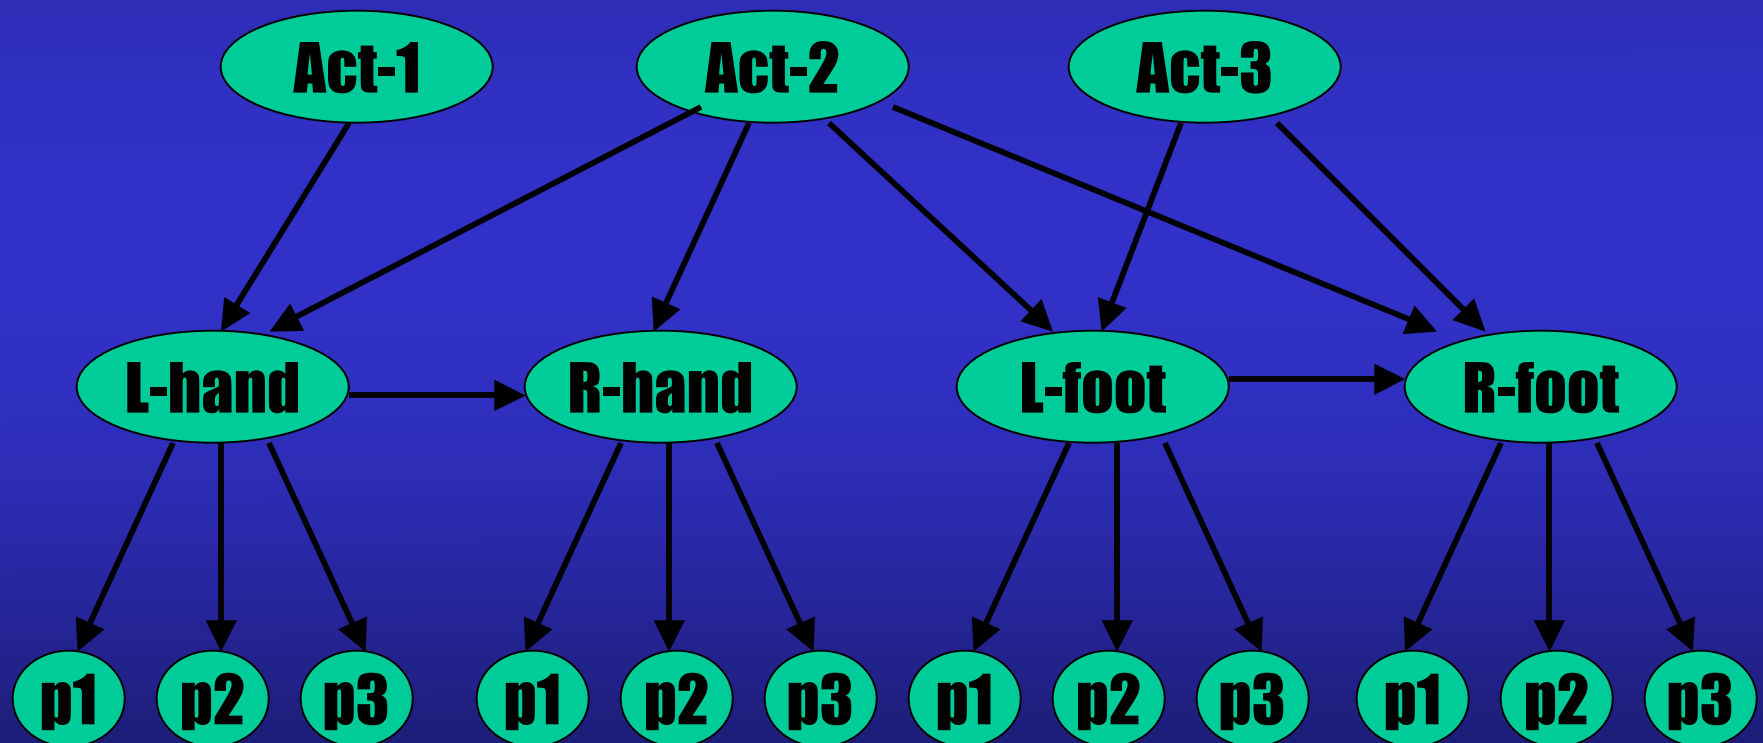 Act-1 Act-2 Act-3
L-hand R-hand L-foot R-foot
p1 p2 p3 p1 p2 p3 p1 p2 p3 p1 p2 p3